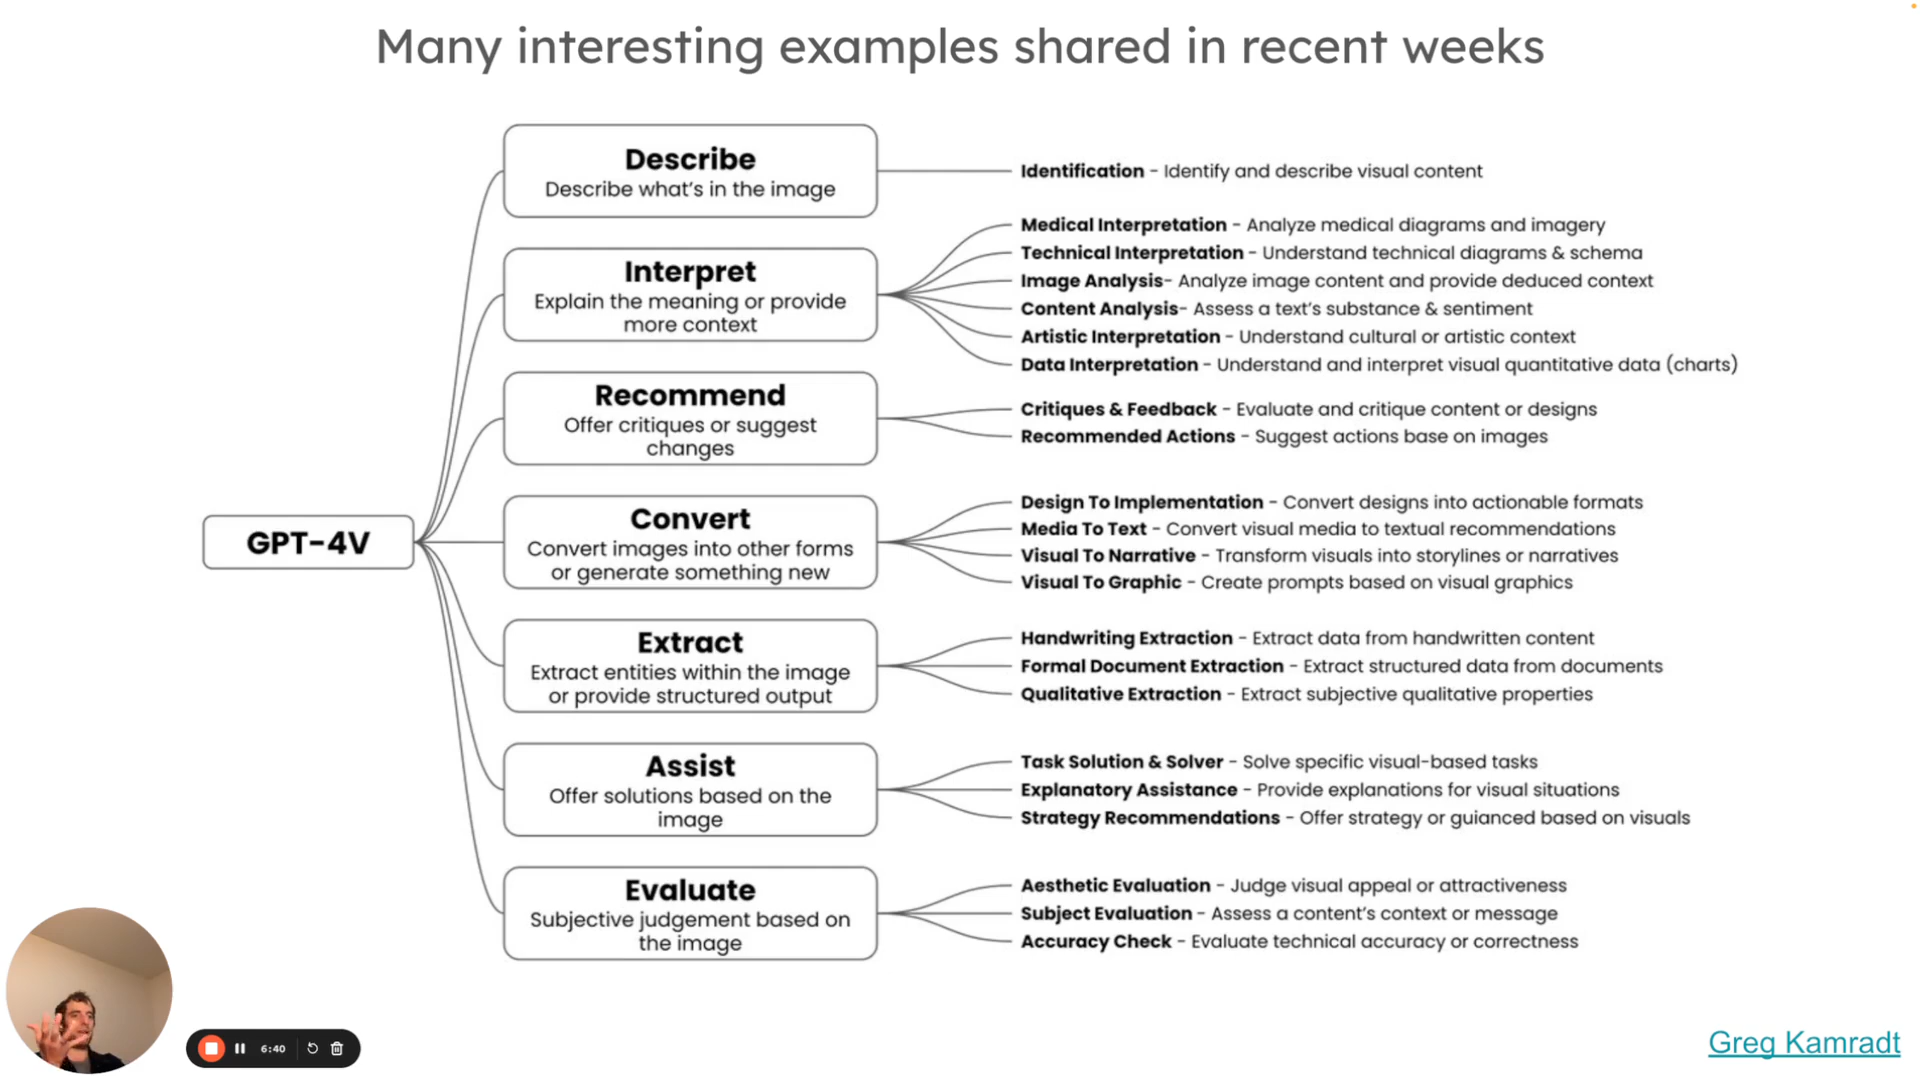 Many interesting examples shared in recent weeks
GPT-4V
Describe
Describe what's in the image
Identification - Identify and describe visual content
Interpret
Explain the meaning or provide
more context
Medical Interpretation - Analyze medical diagrams and imagery
Technical Interpretation - Understand technical diagrams & schema
Image Analysis- Analyze image content and provide deduced context
Content Analysis- Assess a text's substance & sentiment
Artistic Interpretation - Understand cultural or artistic context
Data Interpretation - Understand and interpret visual quantitative data (charts)
Recommend
Offer critiques or suggest
changes
Critiques & Feedback - Evaluate and critique content or designs
Recommended Actions - Suggest actions base on images
Convert
Convert images into other forms
or generate something new
Design To Implementation - Convert designs into actionable formats
Media To Text - Convert visual media to textual recommendations
Visual To Narrative - Transform visuals into storylines or narratives
Visual To Graphic - Create prompts based on visual graphics
Extract
Extract entities within the image
or provide structured output
Handwriting Extraction - Extract data from handwritten content
Formal Document Extraction - Extract structured data from documents
Qualitative Extraction - Extract subjective qualitative properties
Assist
Offer solutions based on the
image
Task Solution & Solver - Solve specific visual-based tasks
Explanatory Assistance - Provide explanations for visual situations
Strategy Recommendations - Offer strategy or guianced based on visuals
Evaluate
Subjective judgement based on
the image
Aesthetic Evaluation - Judge visual appeal or attractiveness
Subject Evaluation - Assess a content's context or message
Accuracy Check - Evaluate technical accuracy or correctness
6:40
Greg Kamradt